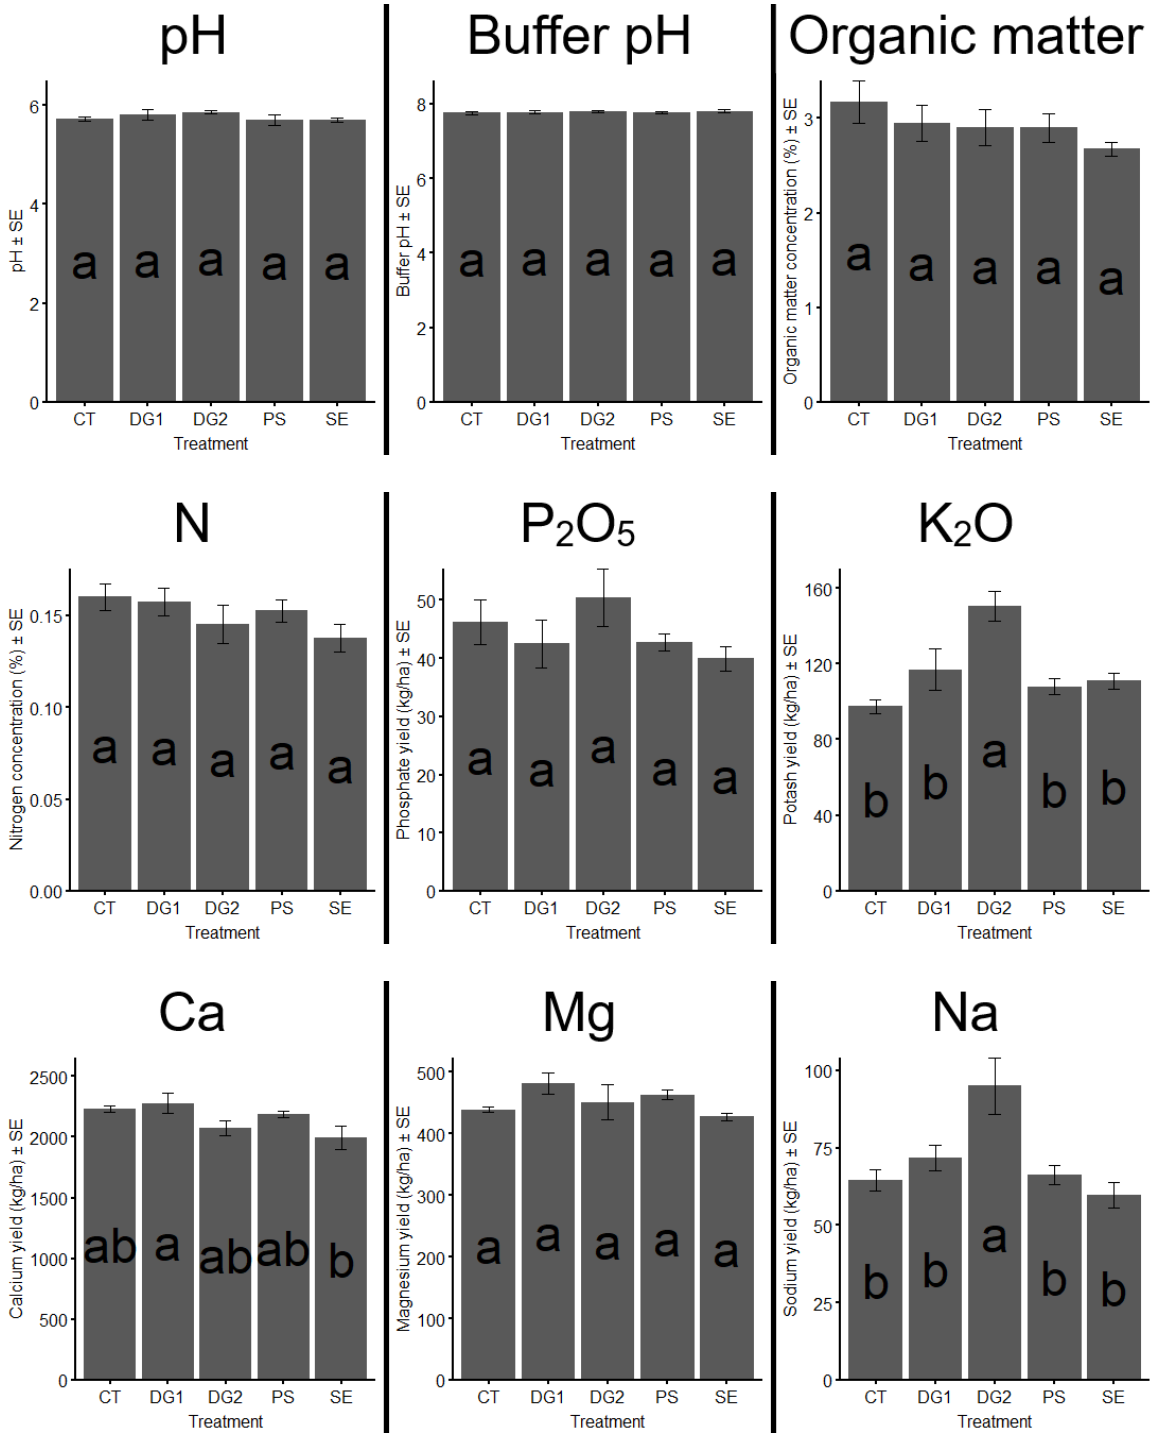 pH
pH ± SE
6
4
2
0
a a a a a
CT DG1 DG2 PS SE
Treatment
Buffer pH
Buffer pH ± SE
8
6
4
2
0
a a a a a
CT DG1 DG2 PS SE
Treatment
Organic matter
Organic matter concentration (%) ± SE
3
2
1
0
a a a a a
CT DG1 DG2 PS SE
Treatment
N
Nitrogen concentration (%) ± SE
0.15
0.10
0.05
0.00
a a a a a
CT DG1 DG2 PS SE
Treatment
P₂O₅
Phosphate yield (kg/ha) ± SE
50
40
30
20
10
0
a a a a a
CT DG1 DG2 PS SE
Treatment
K₂O
Potash yield (kg/ha) ± SE
160
120
80
40
0
b b a b b
CT DG1 DG2 PS SE
Treatment
Ca
Calcium yield (kg/ha) ± SE
2500
2000
1500
1000
500
0
ab a ab ab b
CT DG1 DG2 PS SE
Treatment
Mg
Magnesium yield (kg/ha) ± SE
500
400
300
200
100
0
a a a a a
CT DG1 DG2 PS SE
Treatment
Na
Sodium yield (kg/ha) ± SE
100
75
50
25
0
b b a b b
CT DG1 DG2 PS SE
Treatment